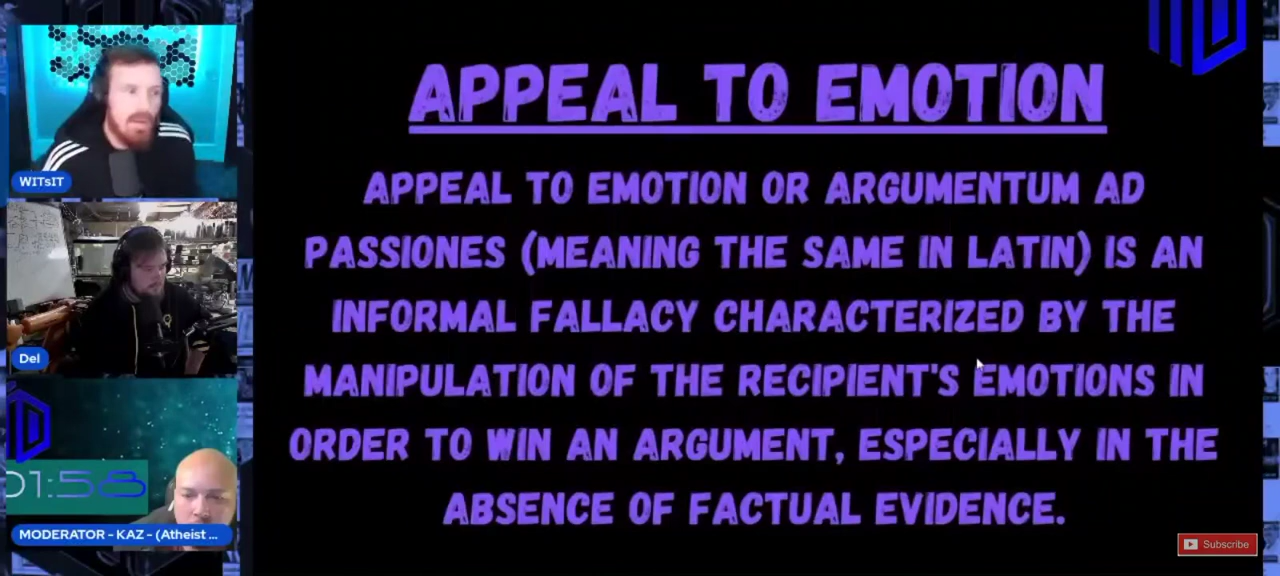 APPEAL TO EMOTION
APPEAL TO EMOTION OR ARGUMENTUM AD
PASSIONES (MEANING THE SAME IN LATIN) IS AN
INFORMAL FALLACY CHARACTERIZED BY THE
MANIPULATION OF THE RECIPIENT'S EMOTIONS IN
ORDER TO WIN AN ARGUMENT, ESPECIALLY IN THE
ABSENCE OF FACTUAL EVIDENCE.
WITsIT
Del
01:58
MODERATOR - KAZ - (Atheist ...
Subscribe